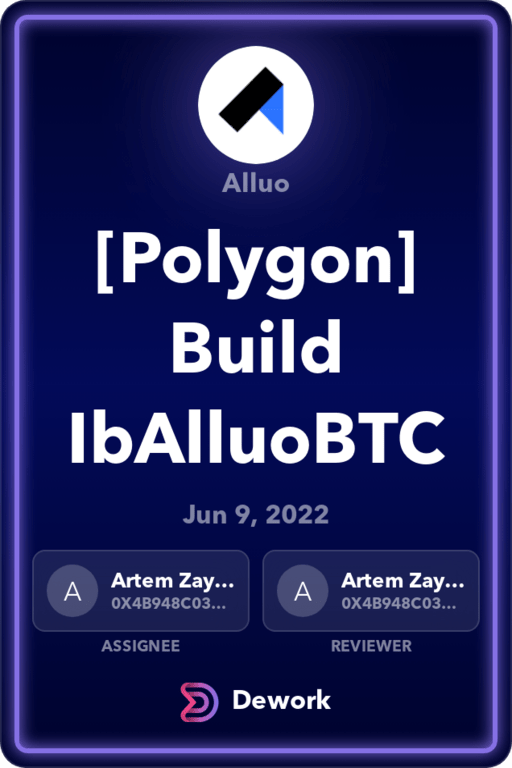 Alluo
[Polygon]
Build
IbAlluoBTC
Jun 9, 2022
A
Artem Zay...
0X4B948C03...
A
Artem Zay...
0X4B948C03...
ASSIGNEE
REVIEWER
Dework